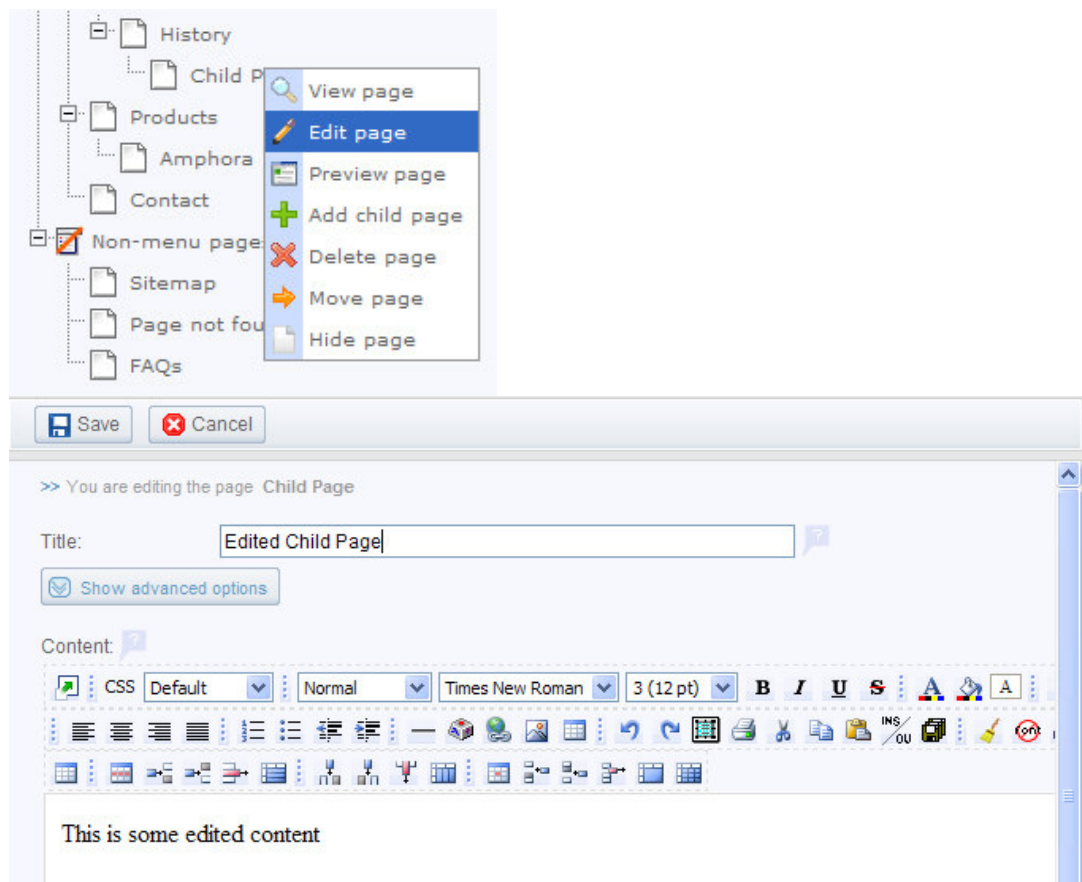 History
Child P
View page
Products
Edit page
Amphora
Preview page
Contact
Add child page
Non-menu page
Delete page
Sitemap
Move page
Page not fou
Hide page
FAQs
Save Cancel
>> You are editing the page Child Page
Title: Edited Child Page ?
Show advanced options
Content: ?
CSS Default Normal Times New Roman 3 (12 pt) B I U S A A
INS/OU
This is some edited content